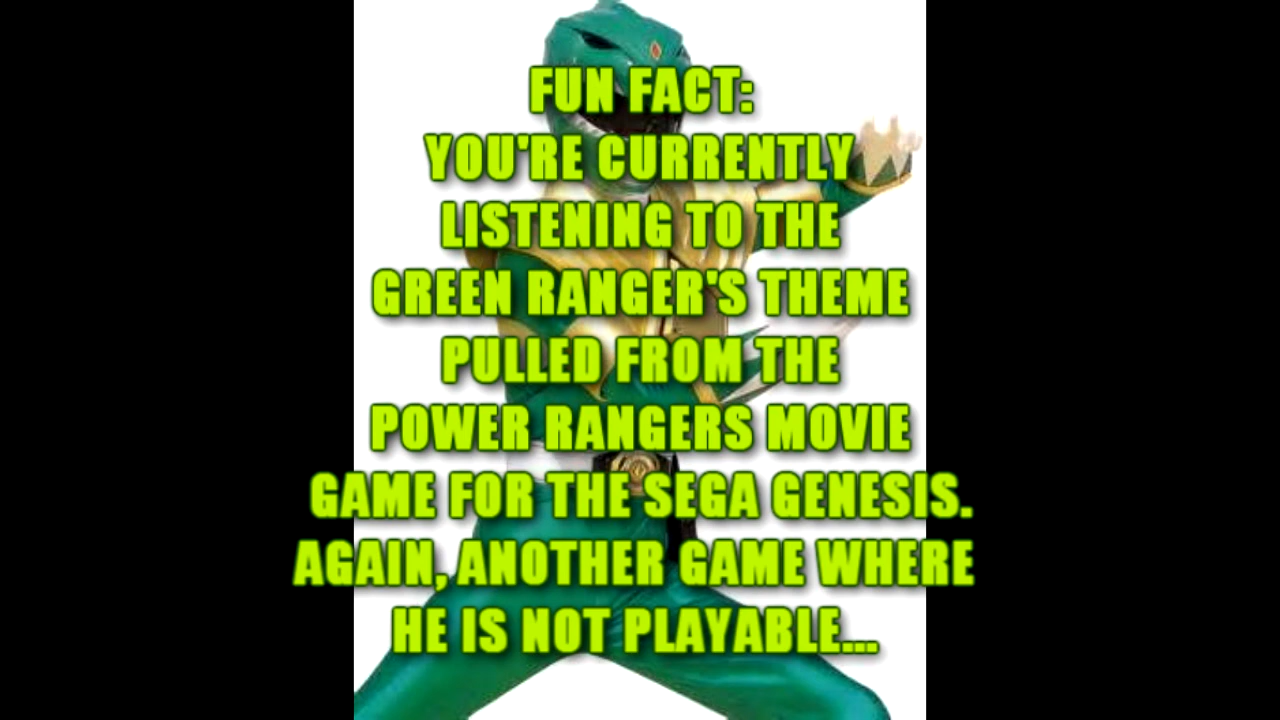 FUN FACT:
YOU'RE CURRENTLY
LISTENING TO THE
GREEN RANGER'S THEME
PULLED FROM THE
POWER RANGERS MOVIE
GAME FOR THE SEGA GENESIS.
AGAIN, ANOTHER GAME WHERE
HE IS NOT PLAYABLE...